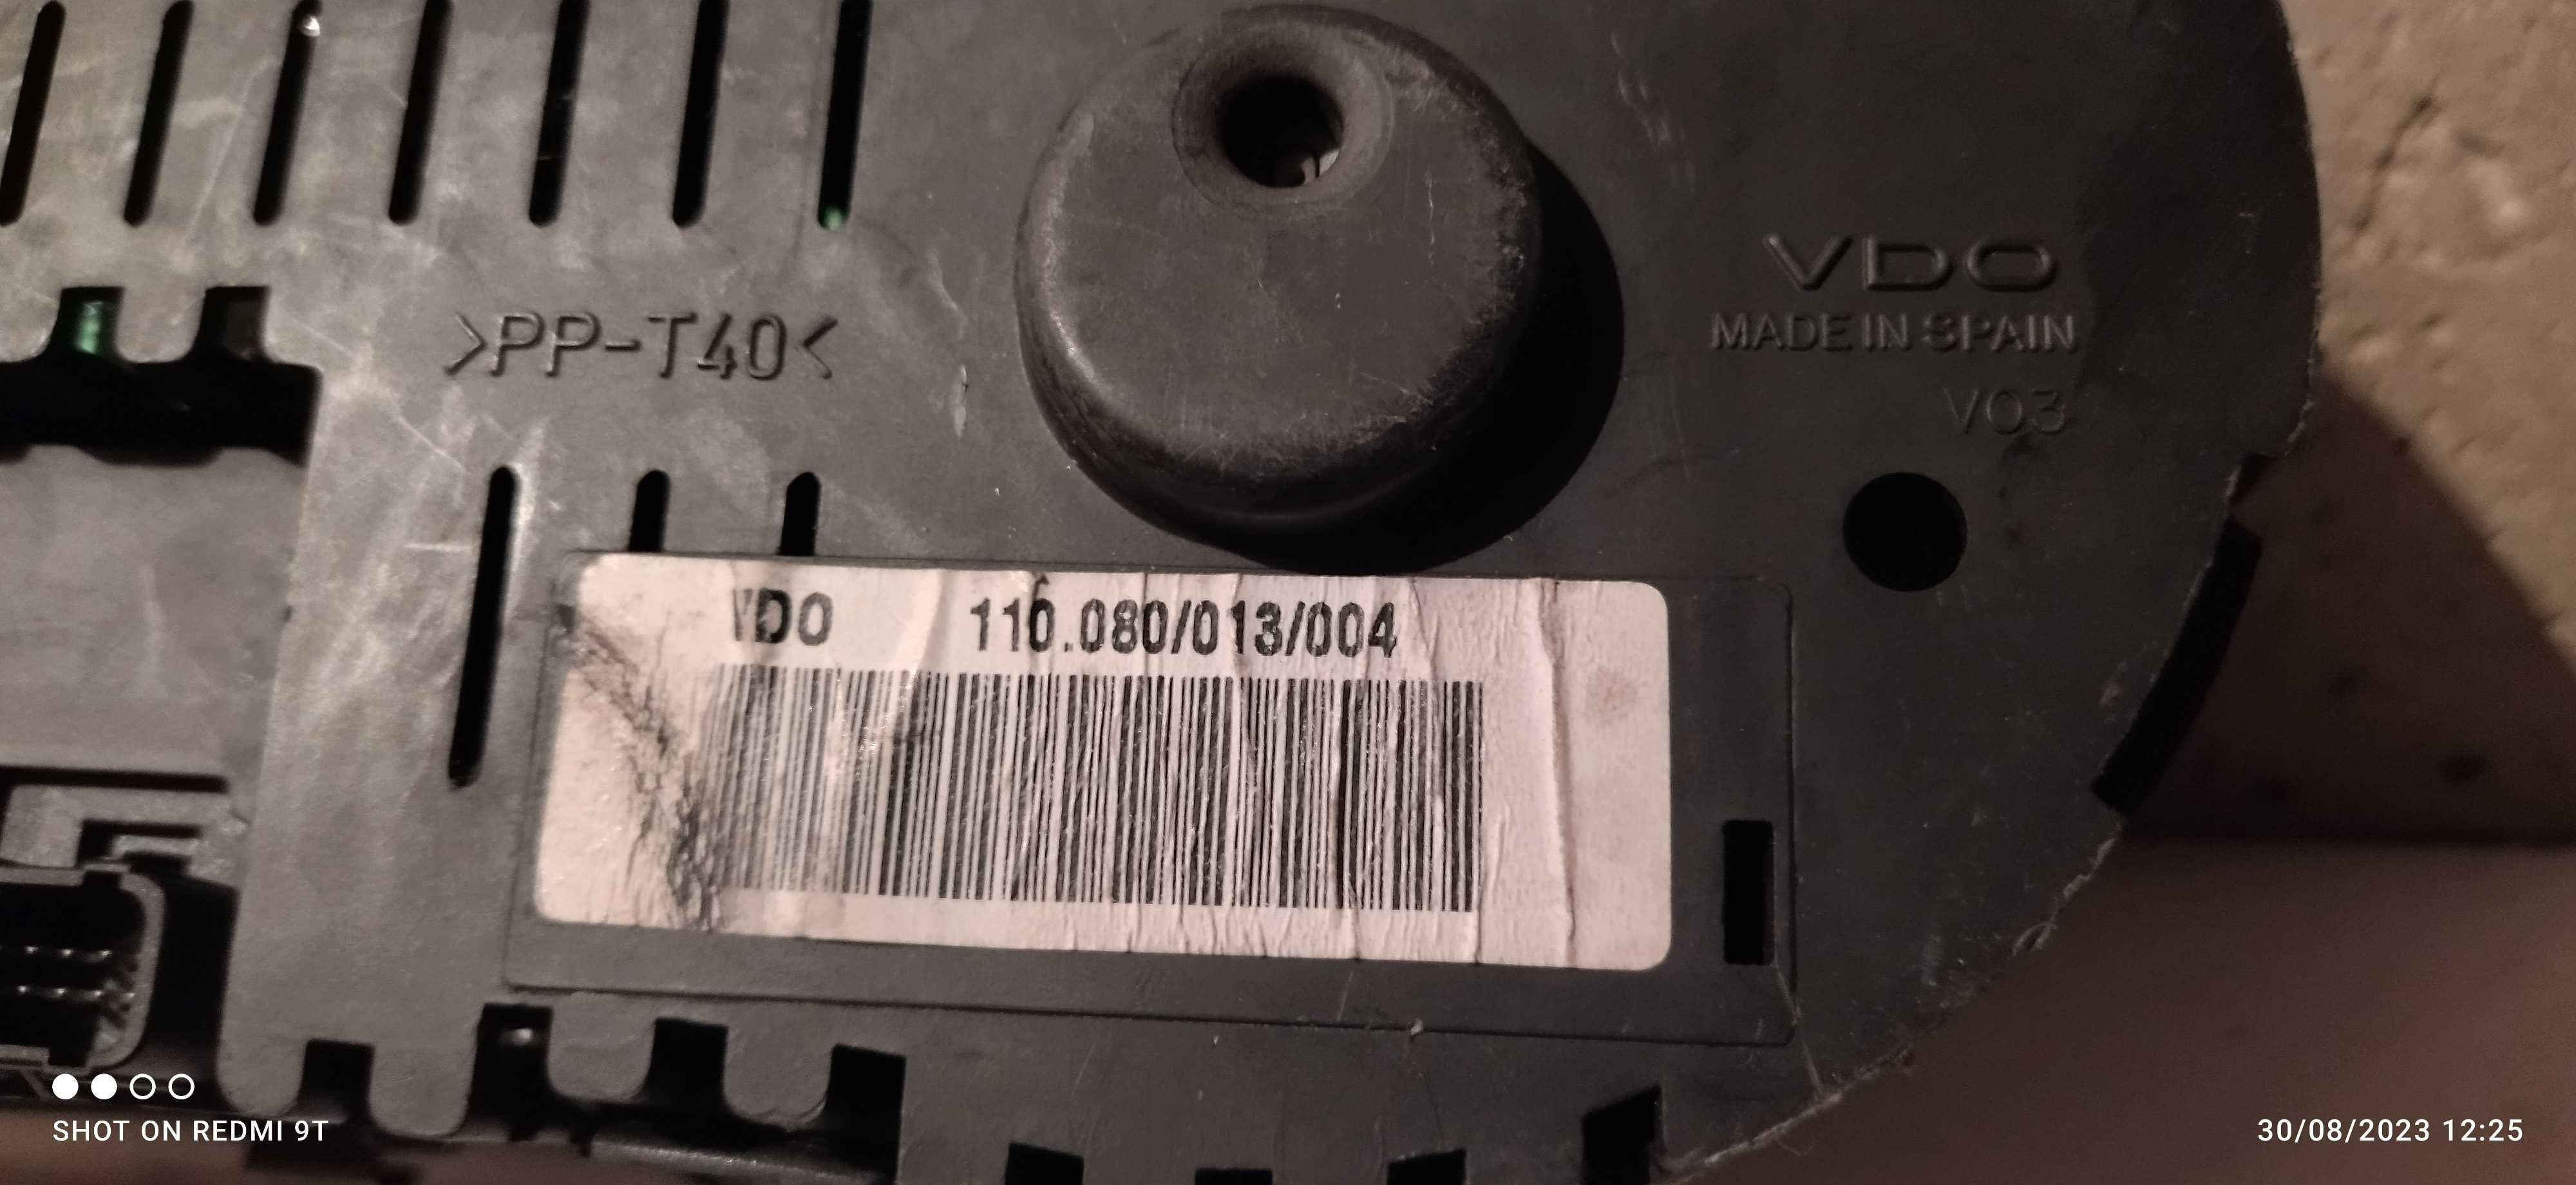 VDO
MADE IN SPAIN
V03
>PP-T40<
VDO 110.080/013/004
SHOT ON REDMI 9T
30/08/2023 12:25